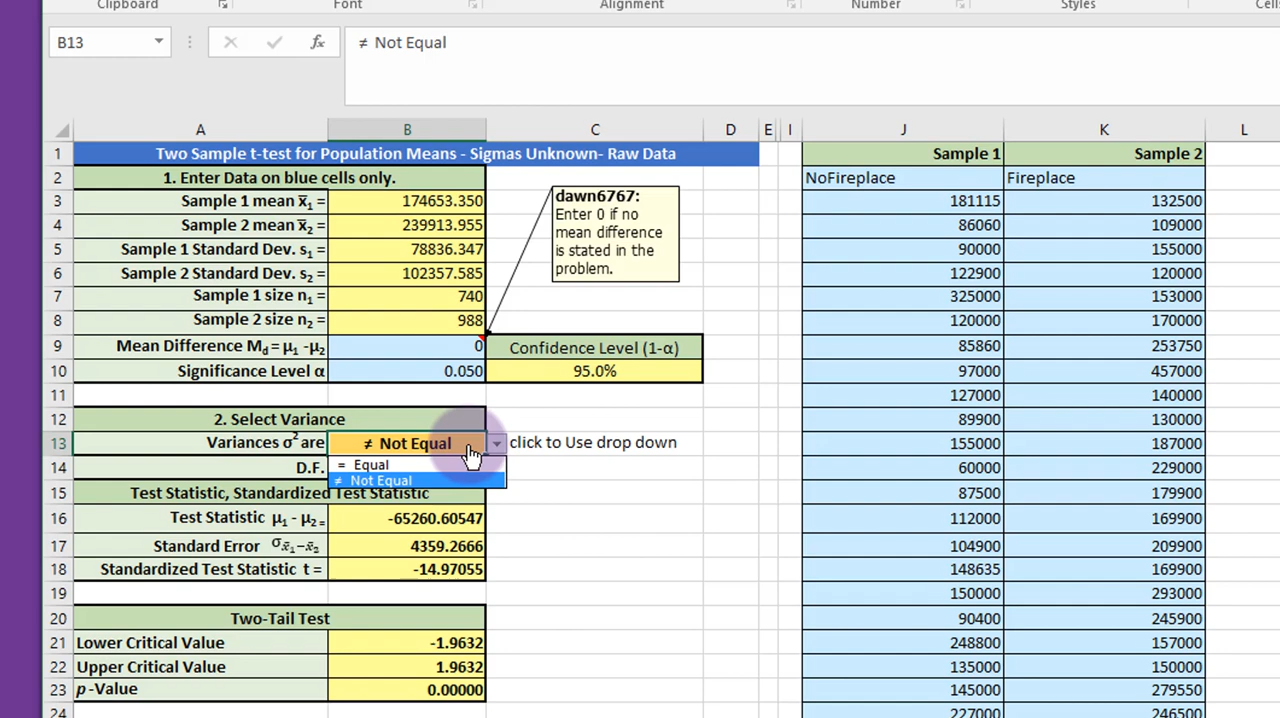 Clipboard Font Alignment Number Styles
B13 fx ≠ Not Equal
A B C D E I J K L
1 Two Sample t-test for Population Means - Sigmas Unknown- Raw Data Sample 1 Sample 2
2 1. Enter Data on blue cells only. NoFireplace Fireplace
dawn6767:
Enter 0 if no
mean difference
is stated in the
problem.
3 Sample 1 mean x̅1 = 174653.350 181115 132500
4 Sample 2 mean x̅2 = 239913.955 86060 109000
5 Sample 1 Standard Dev. s1 = 78836.347 90000 155000
6 Sample 2 Standard Dev. s2 = 102357.585 122900 120000
7 Sample 1 size n1 = 740 325000 153000
8 Sample 2 size n2 = 988 120000 170000
9 Mean Difference Md = μ1 -μ2 0 Confidence Level (1-α) 85860 253750
10 Significance Level α 0.050 95.0% 97000 457000
11 127000 140000
12 2. Select Variance 89900 130000
13 Variances σ² are ≠ Not Equal click to Use drop down 155000 187000
= Equal
14 D.F. 60000 229000
≠ Not Equal
15 Test Statistic, Standardized Test Statistic 87500 179900
16 Test Statistic μ1 - μ2 = -65260.60547 112000 169900
17 Standard Error σx̅1−x̅2 4359.2666 104900 209900
18 Standardized Test Statistic t = -14.97055 148635 169900
19 150000 293000
20 Two-Tail Test 90400 245900
21 Lower Critical Value -1.9632 248800 157000
22 Upper Critical Value 1.9632 135000 150000
23 p-Value 0.00000 145000 279550
24 227000 246500